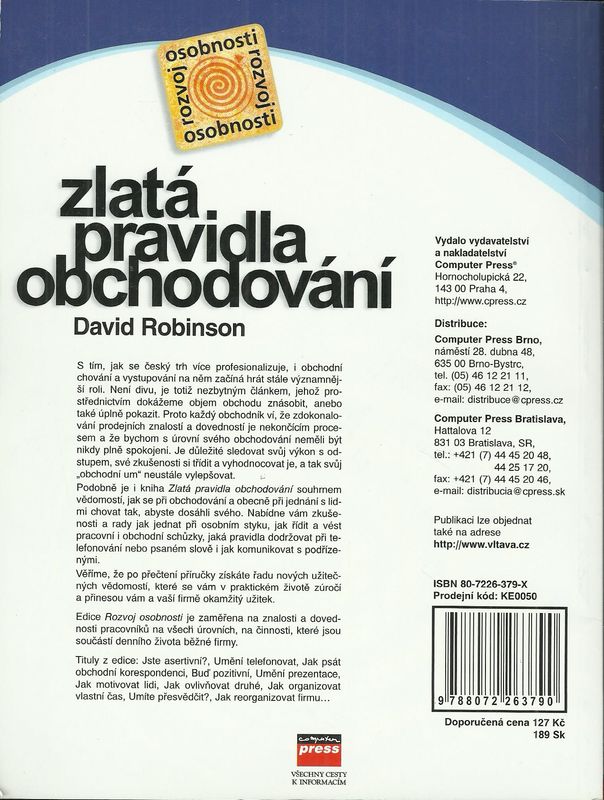 rozvoj osobnosti
rozvoj osobnosti
zlatá
pravidla
obchodování
David Robinson
S tím, jak se český trh více profesionalizuje, i obchodní
chování a vystupování na něm začíná hrát stále významněj-
ší roli. Není divu, je totiž nezbytným článkem, jehož pro-
střednictvím dokážeme objem obchodu znásobit, anebo
také úplně pokazit. Proto každý obchodník ví, že zdokonalo-
vání prodejních znalostí a dovedností je nekončícím proce-
sem a že bychom s úrovní svého obchodování neměli být
nikdy plně spokojeni. Je důležité sledovat svůj výkon s od-
stupem, své zkušenosti si třídit a vyhodnocovat je, a tak svůj
„obchodní um" neustále vylepšovat.
Podobně je i kniha Zlatá pravidla obchodování souhrnem
vědomostí, jak se při obchodování a obecně při jednání s lid-
mi chovat tak, abyste dosáhli svého. Nabídne vám zkuše-
nosti a rady jak jednat při osobním styku, jak řídit a vést
pracovní i obchodní schůzky, jaká pravidla dodržovat při te-
lefonování nebo psaném slově i jak komunikovat s podříze-
nými.
Věříme, že po přečtení příručky získáte řadu nových užiteč-
ných vědomostí, které se vám v praktickém životě zúročí
a přinesou vám a vaší firmě okamžitý užitek.
Edice Rozvoj osobnosti je zaměřena na znalosti a doved-
nosti pracovníků na všech úrovních, na činnosti, které jsou
součástí denního života běžné firmy.
Tituly z edice: Jste asertivní?, Umění telefonovat, Jak psát
obchodní korespondenci, Buď pozitivní, Umění prezentace,
Jak motivovat lidi, Jak ovlivňovat druhé, Jak organizovat
vlastní čas, Umíte přesvědčit?, Jak reorganizovat firmu…
Vydalo vydavatelství
a nakladatelství
Computer Press®
Hornocholupická 22,
143 00 Praha 4,
http://www.cpress.cz
Distribuce:
Computer Press Brno,
náměstí 28. dubna 48,
635 00 Brno-Bystrc,
tel. (05) 46 12 21 11,
fax: (05) 46 12 21 12,
e-mail: distribuce@cpress.cz
Computer Press Bratislava,
Hattalova 12
831 03 Bratislava, SR,
tel.: +421 (7) 44 45 20 48,
44 25 17 20,
fax: +421 (7) 44 45 20 46,
e-mail: distribucia@cpress.sk
Publikaci lze objednat
také na adrese
http://www.vltava.cz
ISBN 80-7226-379-X
Prodejní kód: KE0050
9 788072 263790
Doporučená cena 127 Kč
189 Sk
computer
press
VŠECHNY CESTY
K INFORMACÍM